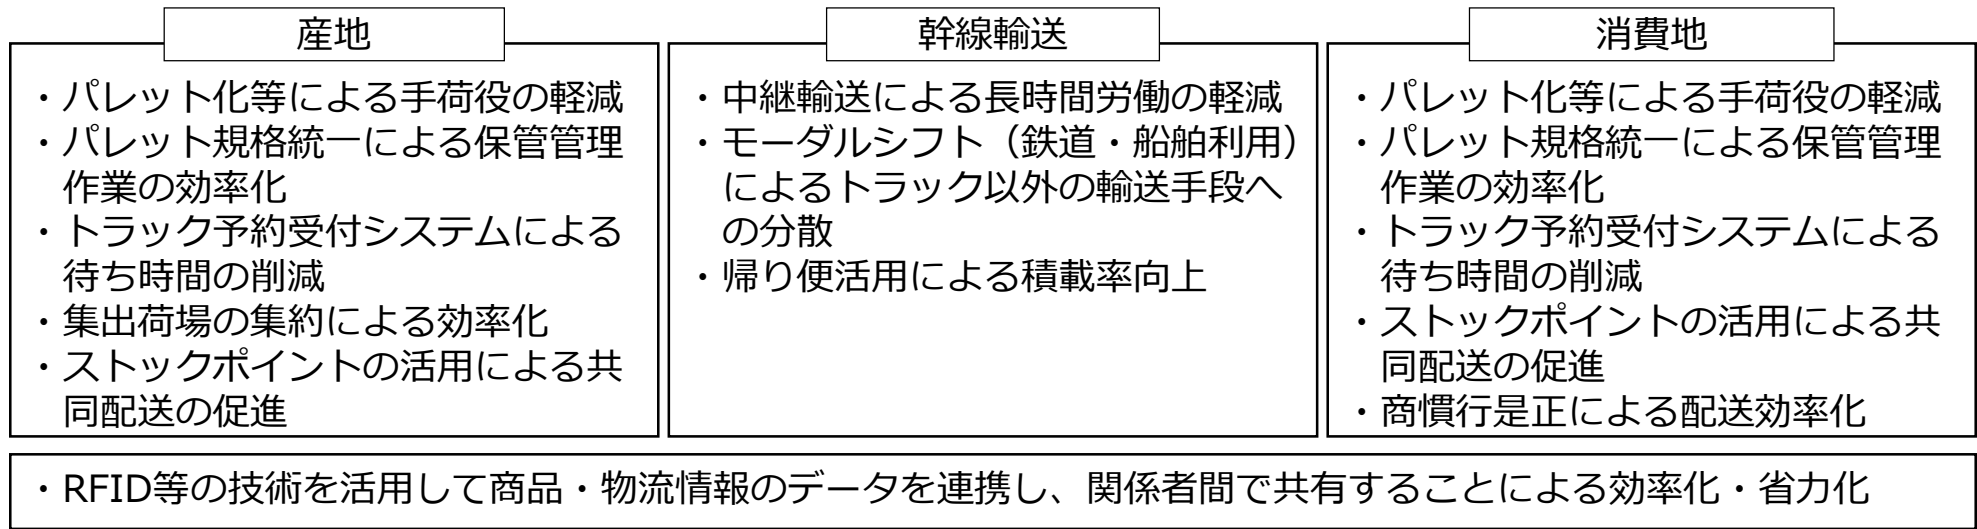 産地
・パレット化等による手荷役の軽減
・パレット規格統一による保管管理
作業の効率化
・トラック予約受付システムによる
待ち時間の削減
・集出荷場の集約による効率化
・ストックポイントの活用による共
同配送の促進
幹線輸送
・中継輸送による長時間労働の軽減
・モーダルシフト（鉄道・船舶利用）
によるトラック以外の輸送手段へ
の分散
・帰り便活用による積載率向上
消費地
・パレット化等による手荷役の軽減
・パレット規格統一による保管管理
作業の効率化
・トラック予約受付システムによる
待ち時間の削減
・ストックポイントの活用による共
同配送の促進
・商慣行是正による配送効率化
・RFID等の技術を活用して商品・物流情報のデータを連携し、関係者間で共有することによる効率化・省力化